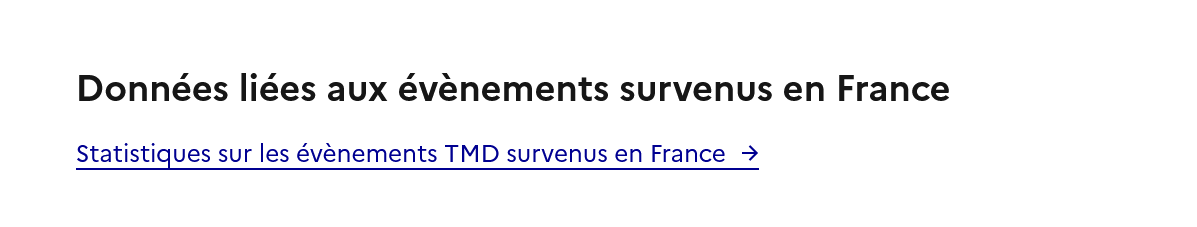 Données liées aux évènements survenus en France
Statistiques sur les évènements TMD survenus en France →